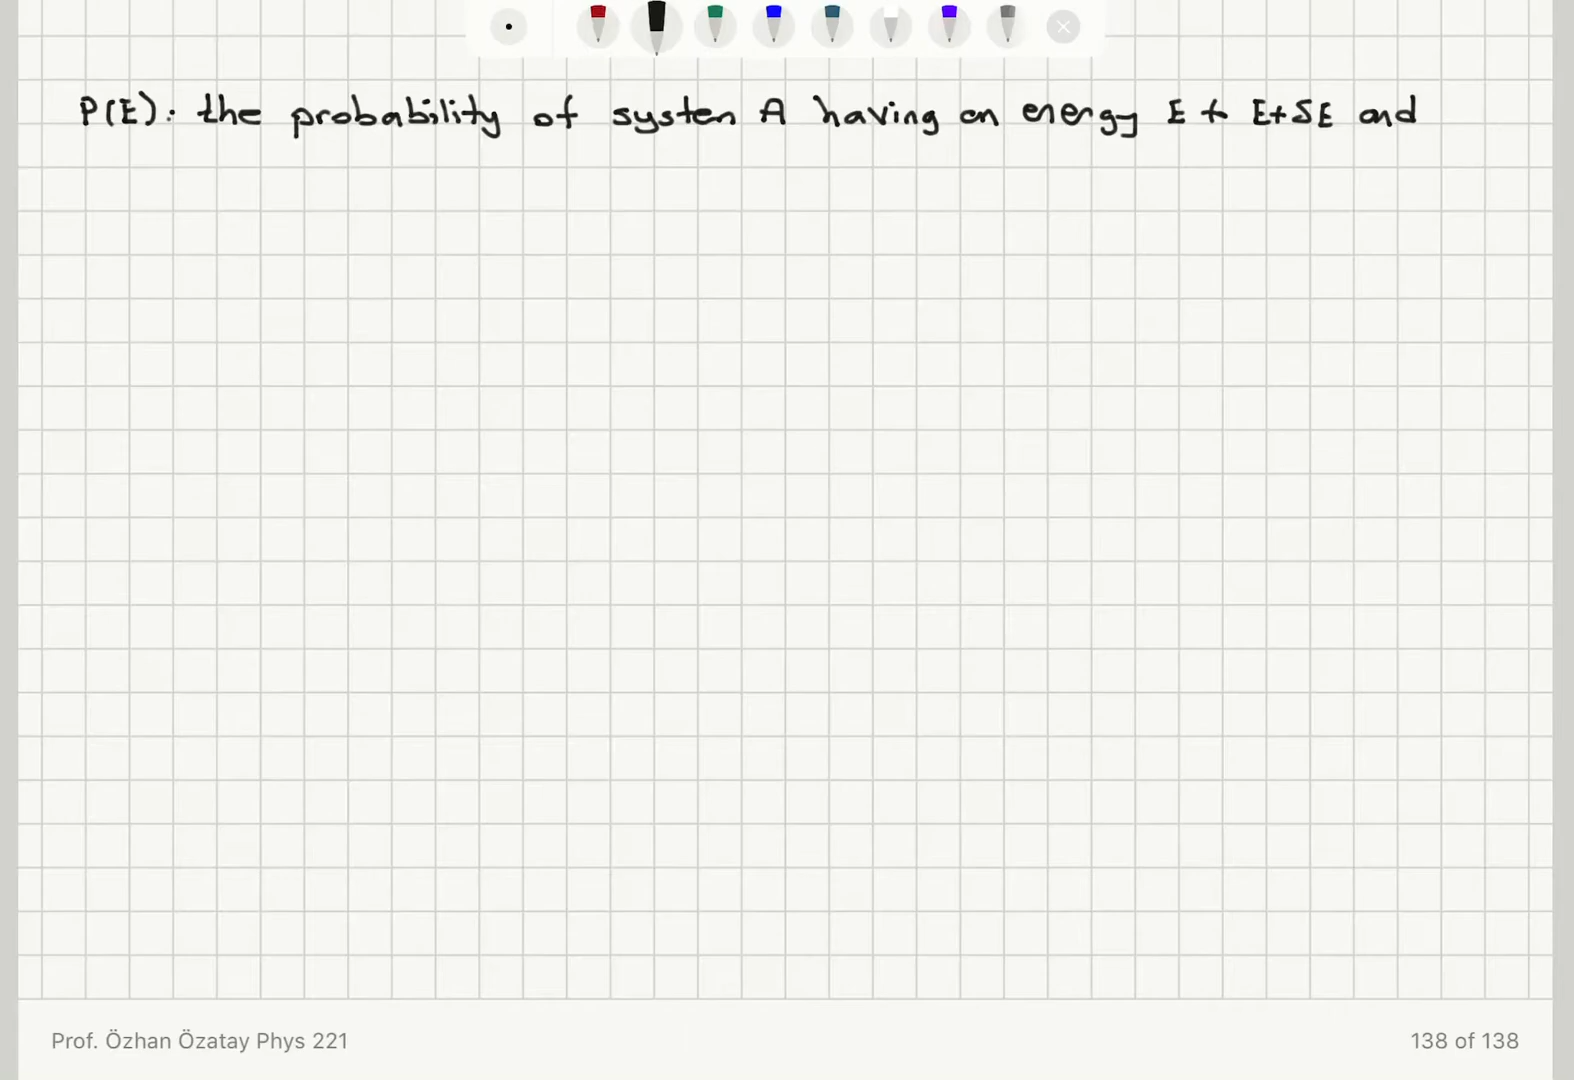 P(E): the probability of system A having an energy E to E+δE and
Prof. Özhan Özatay Phys 221
138 of 138